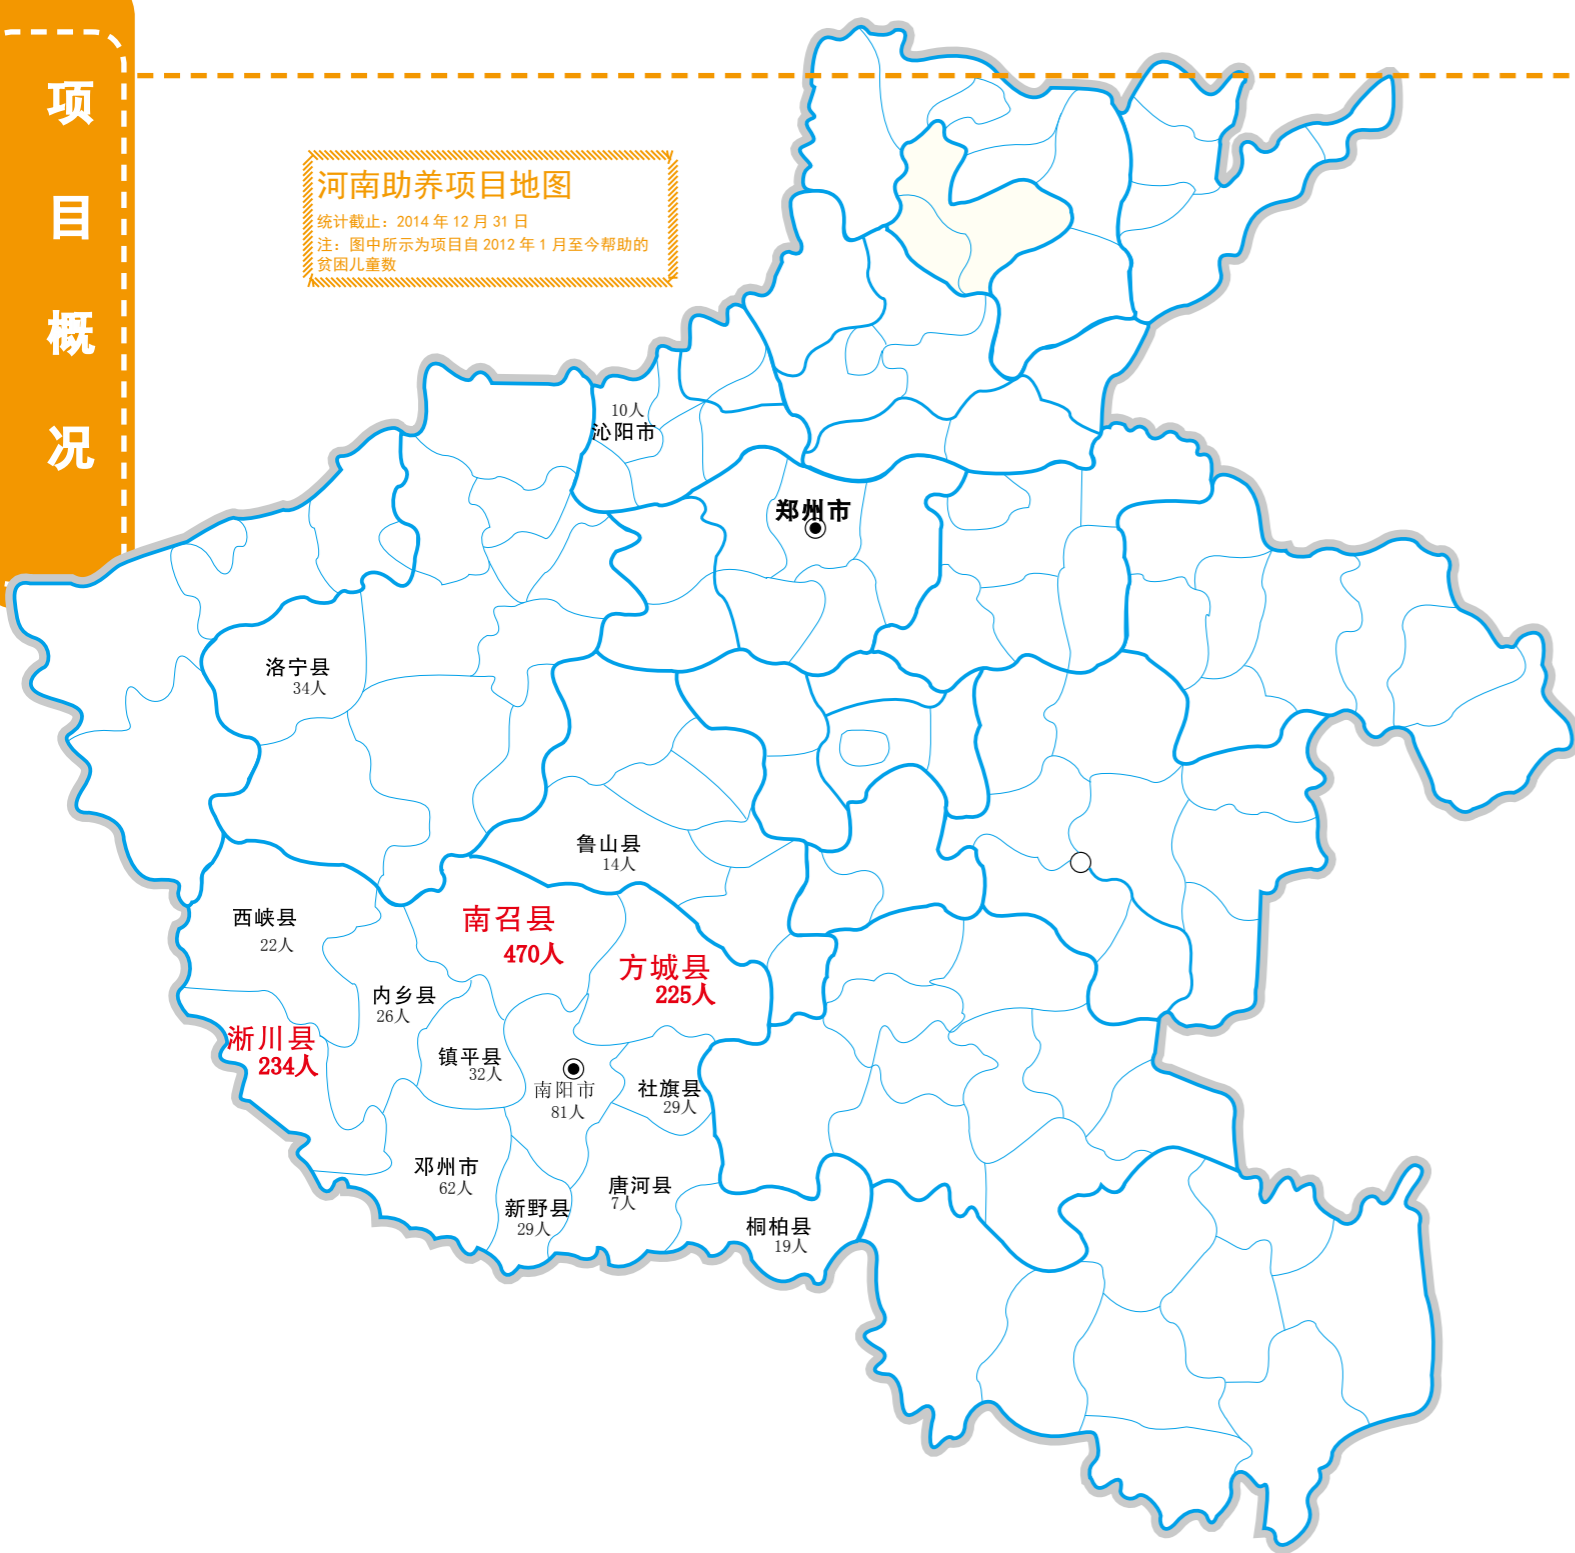 项目概况
河南助养项目地图
统计截止：2014 年 12 月 31 日
注：图中所示为项目自 2012 年 1 月至今帮助的
贫困儿童数
10人
沁阳市
郑州市
洛宁县
34人
鲁山县
14人
西峡县
22人
南召县
470人
方城县
225人
内乡县
26人
淅川县
234人
镇平县
32人
南阳市
81人
社旗县
29人
邓州市
62人
新野县
29人
唐河县
7人
桐柏县
19人